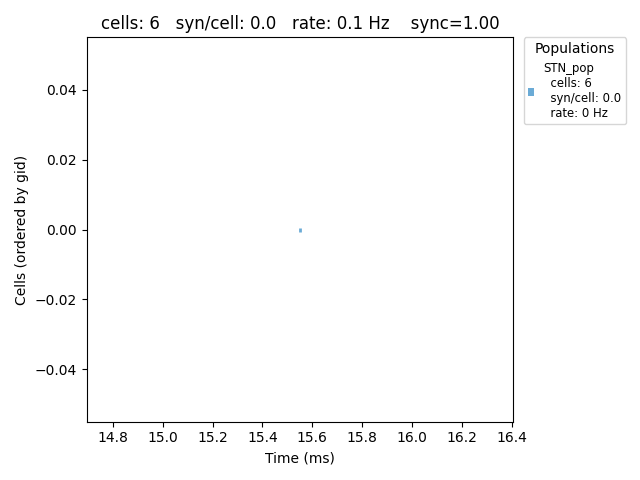 cells: 6   syn/cell: 0.0   rate: 0.1 Hz    sync=1.00
Populations
STN_pop
cells: 6
syn/cell: 0.0
rate: 0 Hz
Cells (ordered by gid)
0.04
0.02
0.00
−0.02
−0.04
14.8 15.0 15.2 15.4 15.6 15.8 16.0 16.2 16.4
Time (ms)